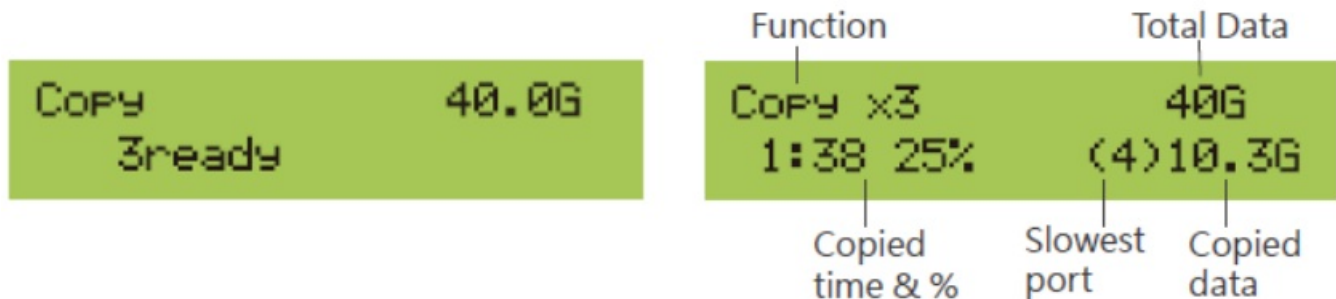 Copy 40.0G
3ready
Function Total Data
Copy x3 40G
1:38 25% (4)10.3G
Copied time & %
Slowest port
Copied data